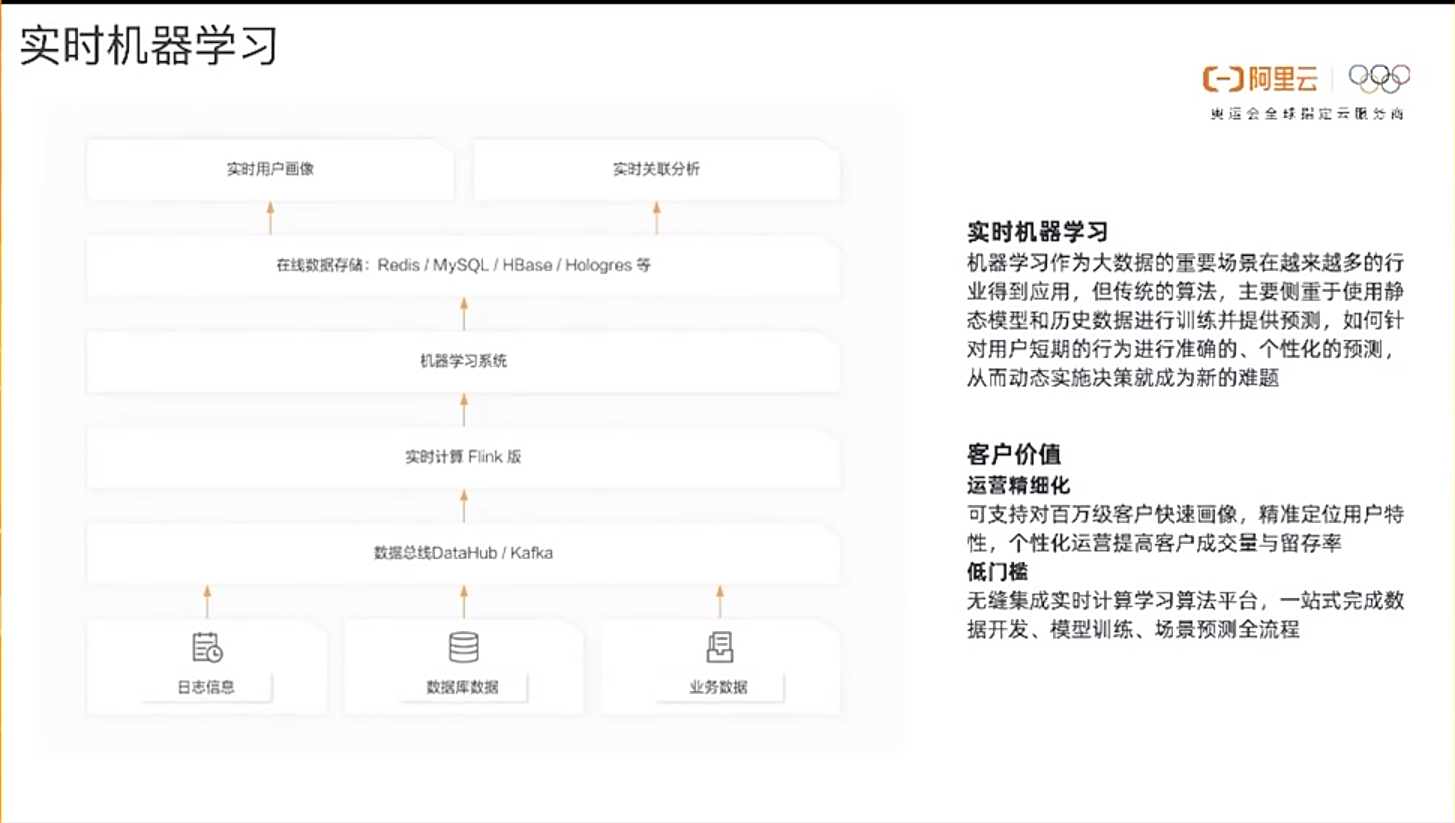 实时机器学习
阿里云
奥运会全球指定云服务商
实时用户画像
实时关联分析
在线数据存储：Redis / MySQL / HBase / Hologres 等
机器学习系统
实时计算 Flink 版
数据总线DataHub / Kafka
日志信息
数据库数据
业务数据
实时机器学习
机器学习作为大数据的重要场景在越来越多的行
业得到应用，但传统的算法，主要侧重于使用静
态模型和历史数据进行训练并提供预测，如何针
对用户短期的行为进行准确的、个性化的预测，
从而动态实施决策就成为新的难题
客户价值
运营精细化
可支持对百万级客户快速画像，精准定位用户特
性，个性化运营提高客户成交量与留存率
低门槛
无缝集成实时计算学习算法平台，一站式完成数
据开发、模型训练、场景预测全流程